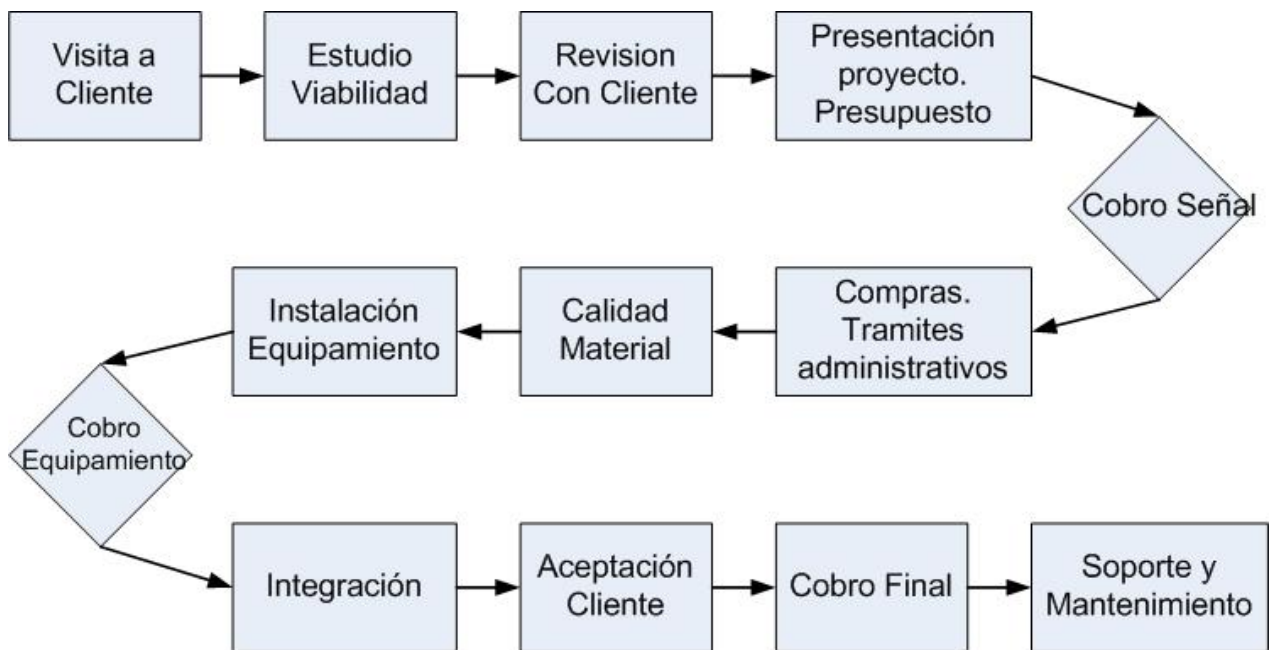 Visita a
Cliente
Estudio
Viabilidad
Revision
Con Cliente
Presentación
proyecto.
Presupuesto
Cobro Señal
Compras.
Tramites
administrativos
Calidad
Material
Instalación
Equipamiento
Cobro
Equipamiento
Integración
Aceptación
Cliente
Cobro Final
Soporte y
Mantenimiento